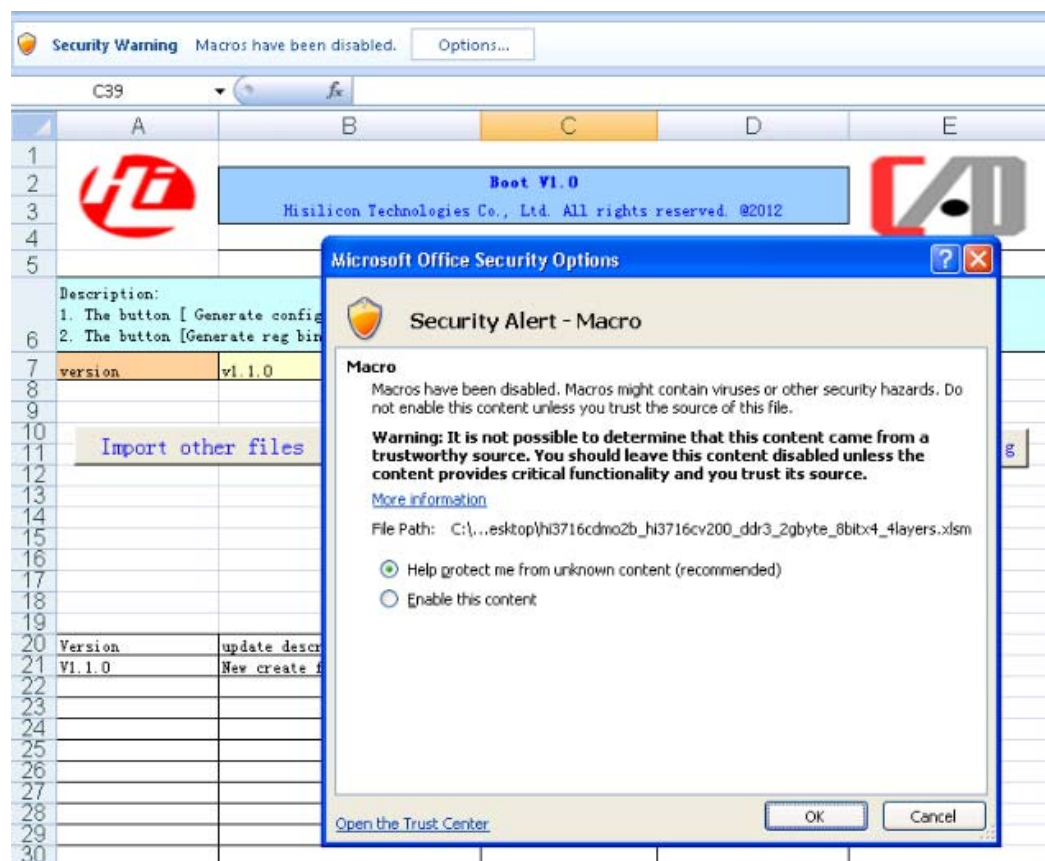 Security Warning Macros have been disabled. Options...
C39 fx
A B C D E
1
2 Boot V1.0
3 Hisilicon Technologies Co., Ltd. All rights reserved. @2012
4
5
Microsoft Office Security Options
Description:
1. The button [ Generate config
2. The button [Generate reg bin
6
Security Alert - Macro
7 version v1.1.0
8
9
10
11
Import other files
g
12
13
14
15
16
17
18
19
20 Version update descr
21 V1.1.0 New create f
22
23
24
25
26
27
28
29
30
Macro
Macros have been disabled. Macros might contain viruses or other security hazards. Do
not enable this content unless you trust the source of this file.
Warning: It is not possible to determine that this content came from a
trustworthy source. You should leave this content disabled unless the
content provides critical functionality and you trust its source.
More information
File Path: C:\...esktop\hi3716cdmo2b_hi3716cv200_ddr3_2gbyte_8bitx4_4layers.xlsm
Help protect me from unknown content (recommended)
Enable this content
Open the Trust Center
OK
Cancel